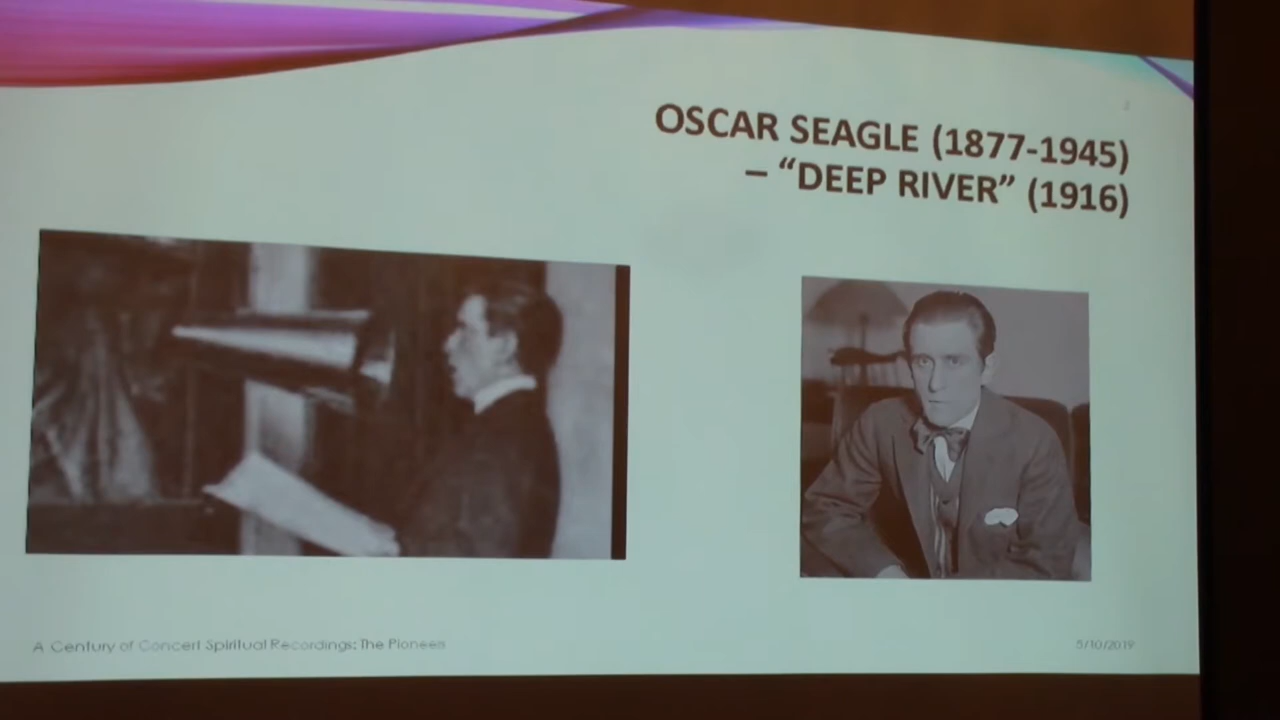 OSCAR SEAGLE (1877-1945)
– “DEEP RIVER” (1916)
A Century of Concert Spiritual Recordings: The Pioneers
5/10/2019